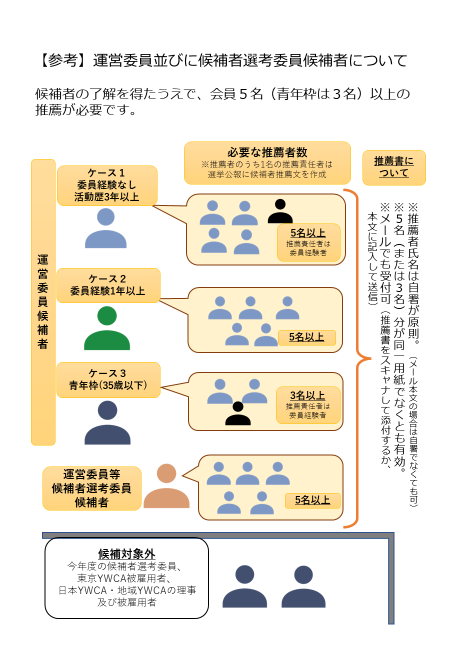 【参考】運営委員並びに候補者選考委員候補者について
候補者の了解を得たうえで、会員５名（青年枠は３名）以上の
推薦が必要です。
必要な推薦者数
※推薦者のうち1名の推薦責任者は
選挙公報に候補者推薦文を作成
推薦書に
ついて
運営委員候補者
ケース１
委員経験なし
活動歴3年以上
5名以上
推薦責任者は
委員経験者
ケース２
委員経験1年以上
5名以上
ケース３
青年枠(35歳以下)
3名以上
推薦責任者は
委員経験者
運営委員等
候補者選考委員
候補者
5名以上
※推薦者氏名は自署が原則。（メール本文の場合は自署でなくても可）
※５名（または３名）分が同一用紙でなくとも有効。
※メールでも受付可（推薦書をスキャナして添付するか、
本文に記入して送信）
候補対象外
今年度の候補者選考委員、
東京YWCA被雇用者、
日本YWCA・地域YWCAの理事
及び被雇用者